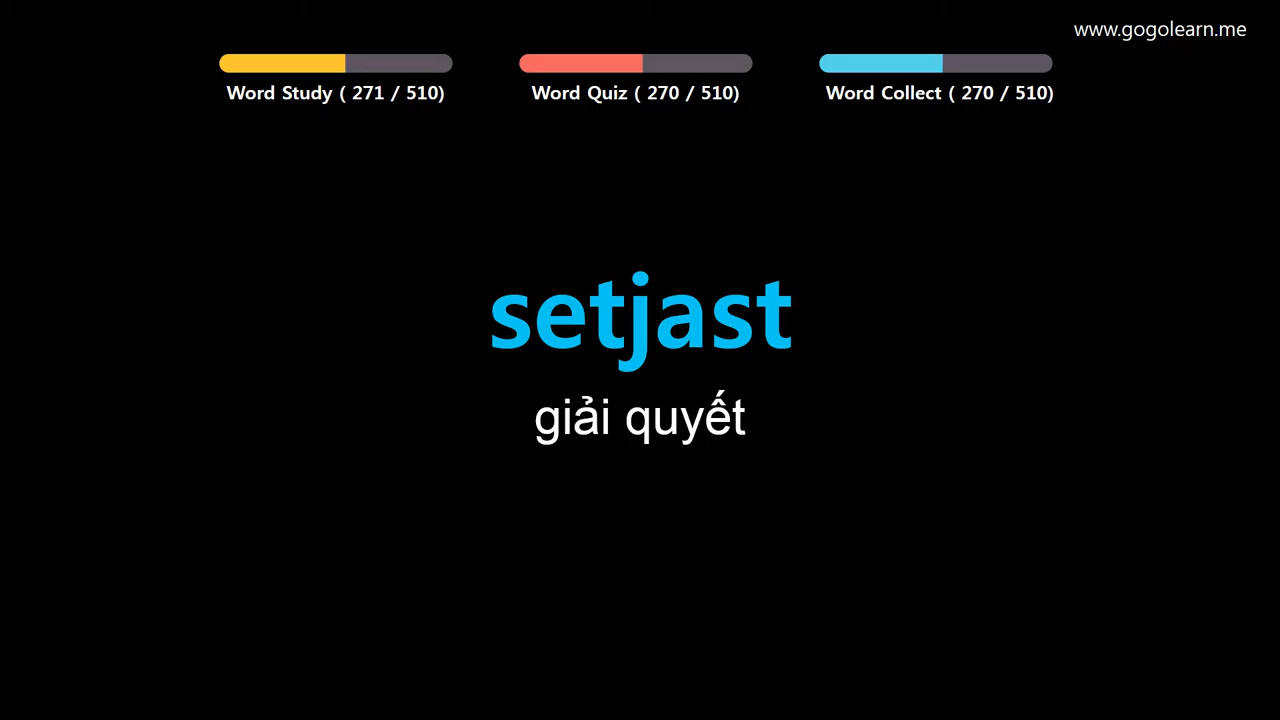 www.gogolearn.me
Word Study ( 271 / 510)
Word Quiz ( 270 / 510)
Word Collect ( 270 / 510)
setjast
giải quyết